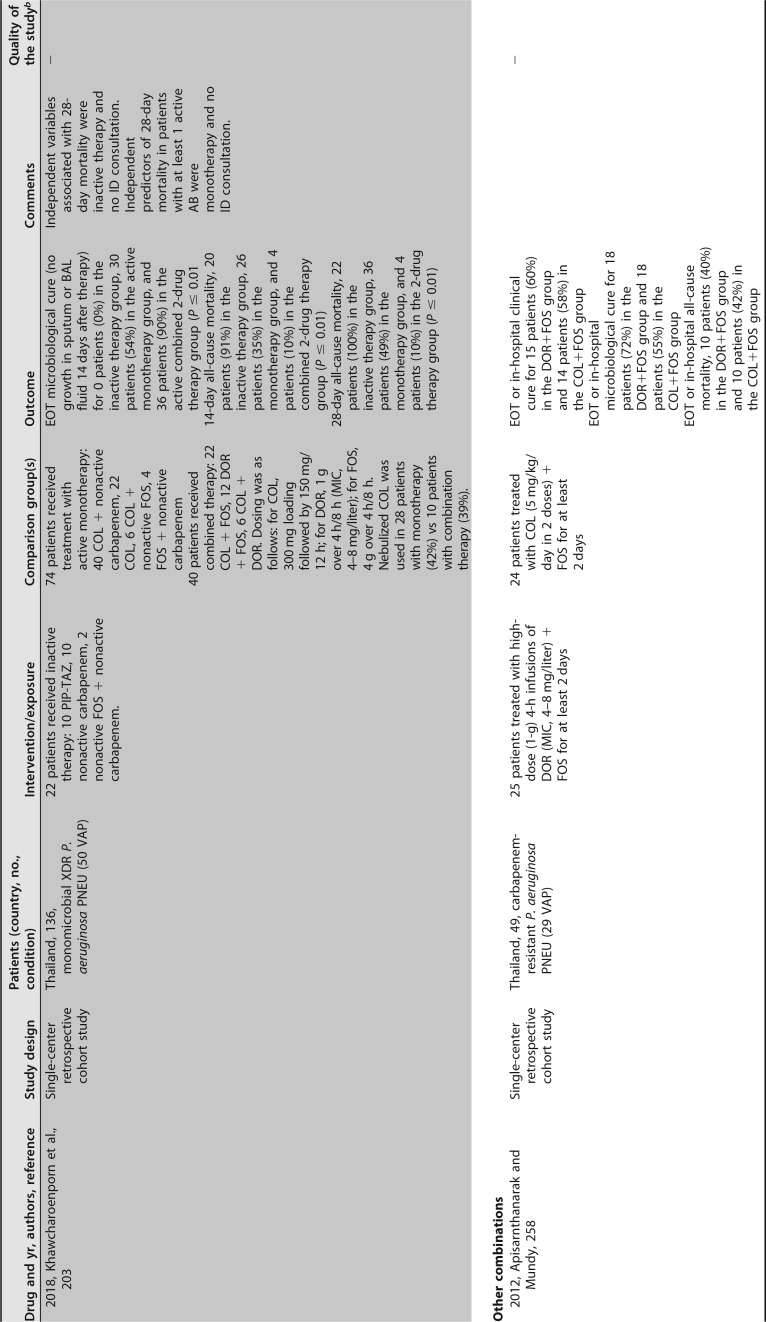 Drug and yr, authors, reference
Study design
Patients (country, no.,
condition)
Intervention/exposure
Comparison group(s)
Outcome
Comments
Quality of
the studyb
2018, Khawcharoenporn et al.,
203
Single-center
retrospective
cohort study
Thailand, 136,
monomicrobial XDR P.
aeruginosa PNEU (50 VAP)
22 patients received inactive
therapy: 10 PIP-TAZ, 10
nonactive carbapenem, 2
nonactive FOS + nonactive
carbapenem.
74 patients received
treatment with
active monotherapy:
40 COL + nonactive
carbapenem, 22
COL, 6 COL +
nonactive FOS, 4
FOS + nonactive
carbapenem
40 patients received
combined therapy: 22
COL + FOS, 12 DOR
+ FOS, 6 COL +
DOR. Dosing was as
follows: for COL,
300 mg loading
followed by 150 mg/
12 h; for DOR, 1 g
over 4 h/8 h (MIC,
4–8 mg/liter); for FOS,
4 g over 4 h/8 h.
Nebulized COL was
used in 28 patients
with monotherapy
(42%) vs 10 patients
with combination
therapy (39%).
EOT microbiological cure (no
growth in sputum or BAL
fluid 14 days after therapy)
for 0 patients (0%) in the
inactive therapy group, 30
patients (54%) in the active
monotherapy group, and
36 patients (90%) in the
active combined 2-drug
therapy group (P ≤ 0.01
14-day all-cause mortality, 20
patients (91%) in the
inactive therapy group, 26
patients (35%) in the
monotherapy group, and 4
patients (10%) in the
combined 2-drug therapy
group (P ≤ 0.01)
28-day all-cause mortality, 22
patients (100%) in the
inactive therapy group, 36
patients (49%) in the
monotherapy group, and 4
patients (10%) in the 2-drug
therapy group (P ≤ 0.01)
Independent variables
associated with 28-
day mortality were
inactive therapy and
no ID consultation.
Independent
predictors of 28-day
mortality in patients
with at least 1 active
AB were
monotherapy and no
ID consultation.
–
Other combinations
2012, Apisarnthanarak and
Mundy, 258
Single-center
retrospective
cohort study
Thailand, 49, carbapenem-
resistant P. aeruginosa
PNEU (29 VAP)
25 patients treated with high-
dose (1-g) 4-h infusions of
DOR (MIC, 4–8 mg/liter) +
FOS for at least 2 days
24 patients treated
with COL (5 mg/kg/
day in 2 doses) +
FOS for at least
2 days
EOT or in-hospital clinical
cure for 15 patients (60%)
in the DOR+FOS group
and 14 patients (58%) in
the COL+FOS group
EOT or in-hospital
microbiological cure for 18
patients (72%) in the
DOR+FOS group and 18
patients (55%) in the
COL+FOS group
EOT or in-hospital all-cause
mortality, 10 patients (40%)
in the DOR+FOS group
and 10 patients (42%) in
the COL+FOS group
–